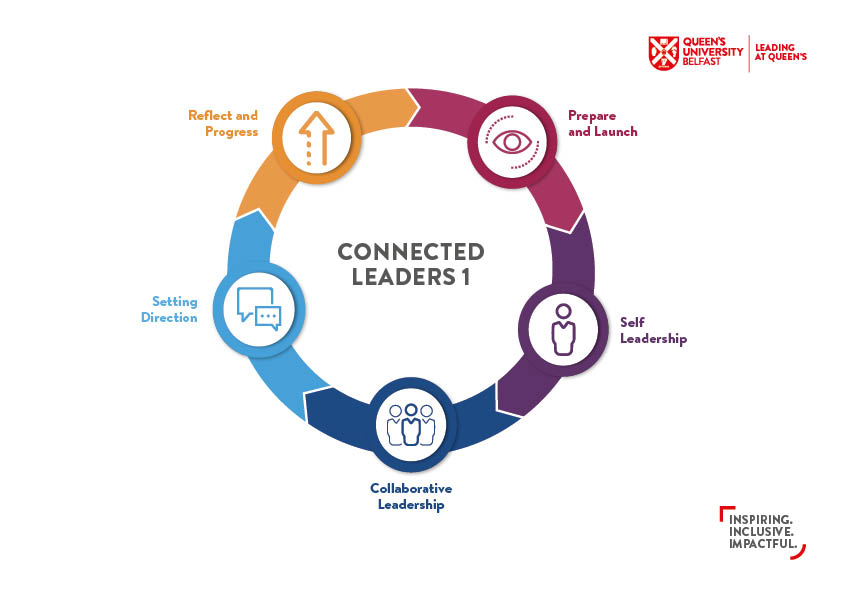 QUEEN'S
UNIVERSITY
BELFAST
LEADING
AT QUEEN'S
Reflect and
Progress
Prepare
and Launch
CONNECTED
LEADERS 1
Setting
Direction
Self
Leadership
Collaborative
Leadership
INSPIRING.
INCLUSIVE.
IMPACTFUL.